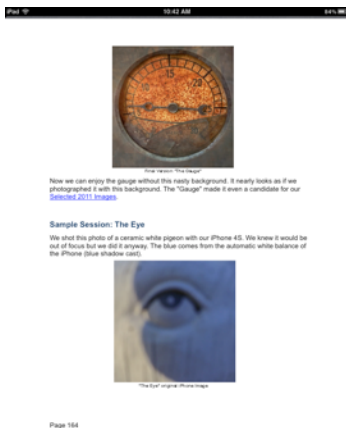 iPad 10:42 AM 84%
15
Final Version: "The Gauge"
Now we can enjoy the gauge without this nasty background. It nearly looks as if we
photographed it with this background. The "Gauge" made it even a candidate for our
Selected 2011 Images.
Sample Session: The Eye
We shot this photo of a ceramic white pigeon with our iPhone 4S. We knew it would be
out of focus but we did it anyway. The blue comes from the automatic white balance of
the iPhone (blue shadow cast).
"The Eye" original iPhone Image
Page 164